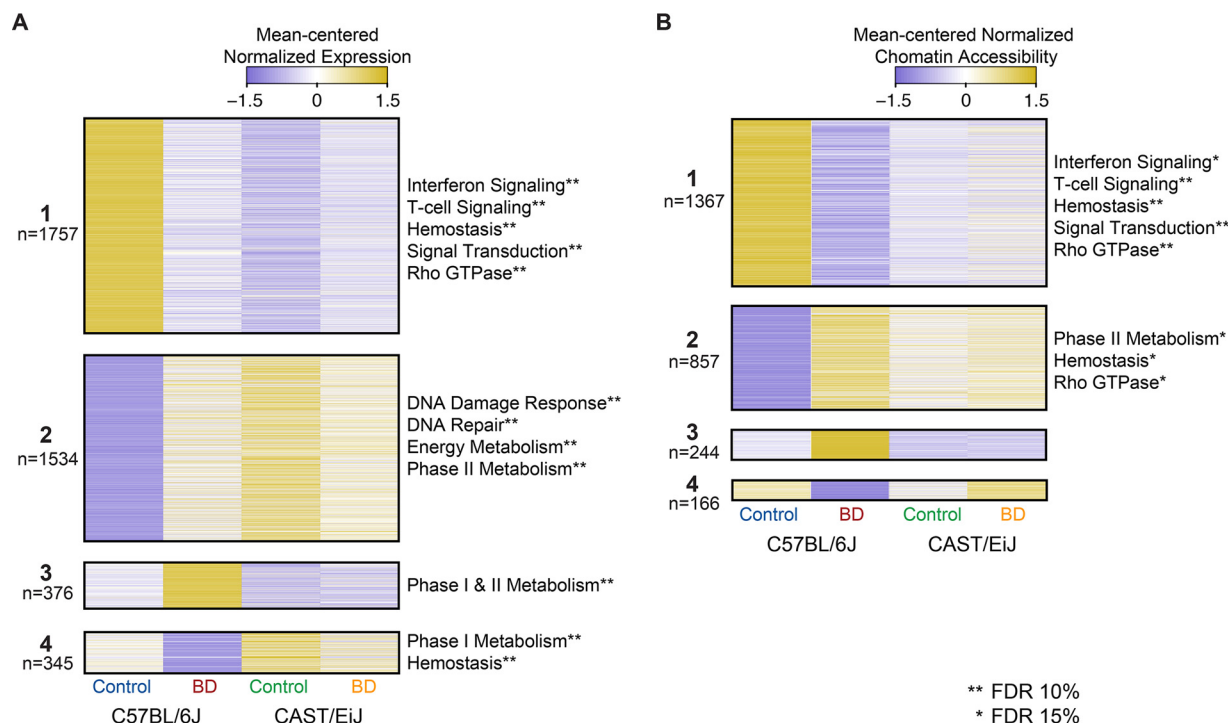 A
Mean-centered
Normalized Expression
−1.5 0 1.5
1
n=1757
Interferon Signaling**
T-cell Signaling**
Hemostasis**
Signal Transduction**
Rho GTPase**
2
n=1534
DNA Damage Response**
DNA Repair**
Energy Metabolism**
Phase II Metabolism**
3
n=376
Phase I & II Metabolism**
4
n=345
Phase I Metabolism**
Hemostasis**
Control BD Control BD
C57BL/6J CAST/EiJ
B
Mean-centered Normalized
Chromatin Accessibility
−1.5 0 1.5
1
n=1367
Interferon Signaling*
T-cell Signaling**
Hemostasis**
Signal Transduction**
Rho GTPase**
2
n=857
Phase II Metabolism*
Hemostasis*
Rho GTPase*
3
n=244
4
n=166
Control BD Control BD
C57BL/6J CAST/EiJ
** FDR 10%
* FDR 15%